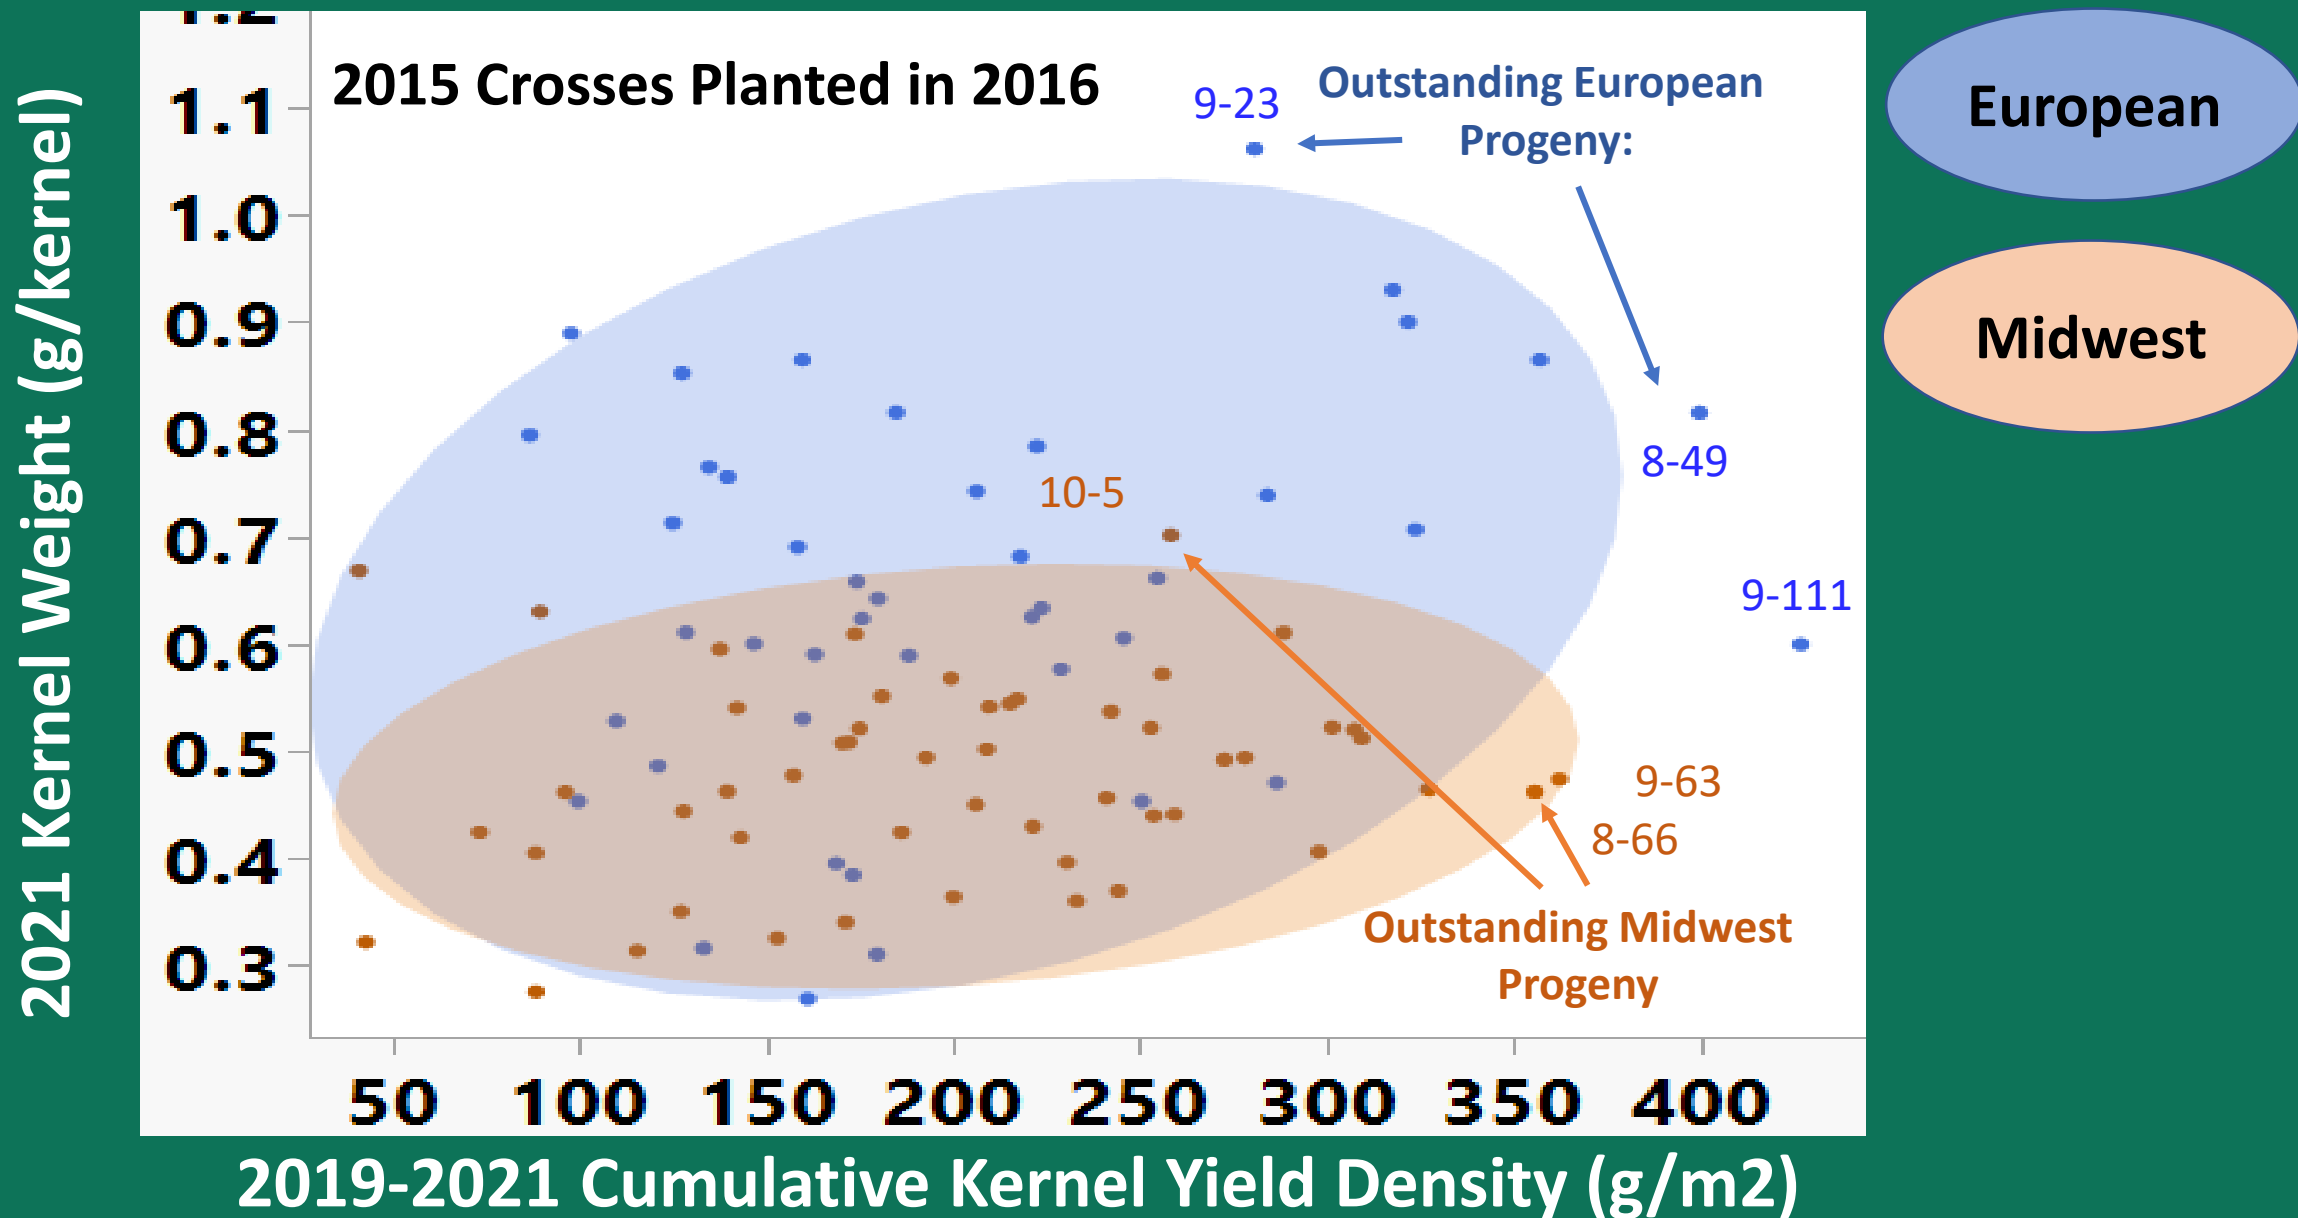 1.2
2015 Crosses Planted in 2016
Outstanding European
Progeny:
9-23
European
Midwest
1.1
1.0
0.9
0.8
0.7
0.6
0.5
0.4
0.3
2021 Kernel Weight (g/kernel)
10-5
8-49
9-111
9-63
8-66
Outstanding Midwest
Progeny
50 100 150 200 250 300 350 400
2019-2021 Cumulative Kernel Yield Density (g/m2)